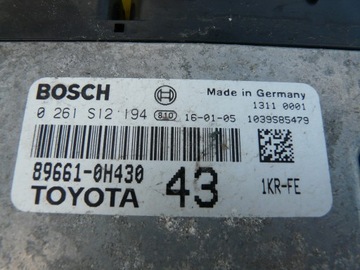 BOSCH Made in Germany
1311 0001
0 261 S12 194 810 16-01-05 1039S85479
89661-0H430
TOYOTA 43 1KR-FE